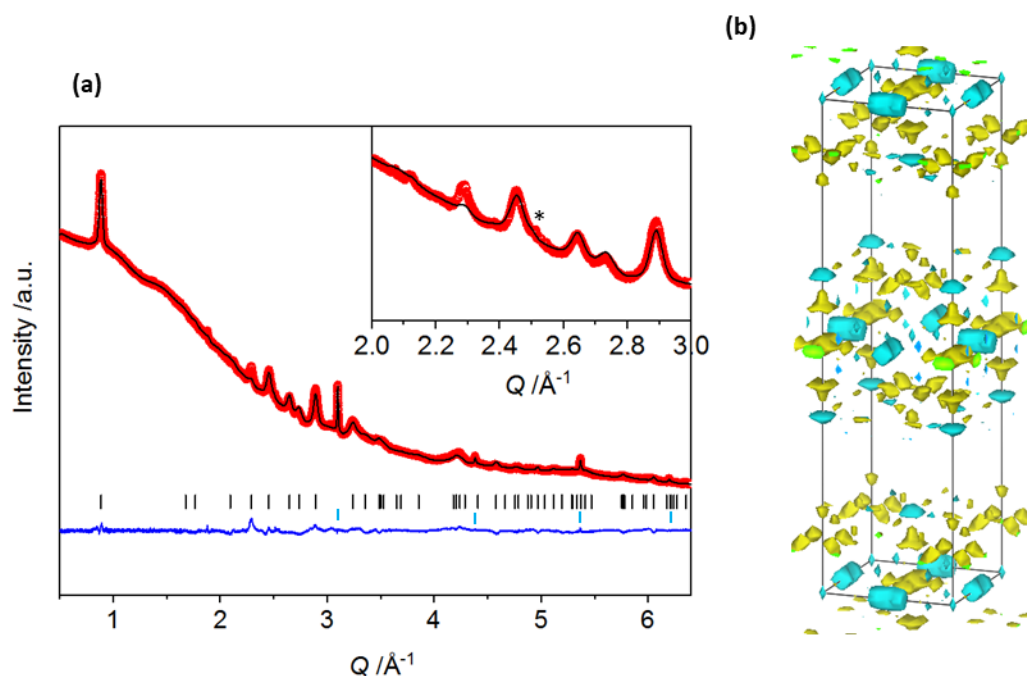 (b)
(a)
*
2.0 2.2 2.4 2.6 2.8 3.0
Q /Å⁻¹
Intensity /a.u.
1 2 3 4 5 6
Q /Å⁻¹